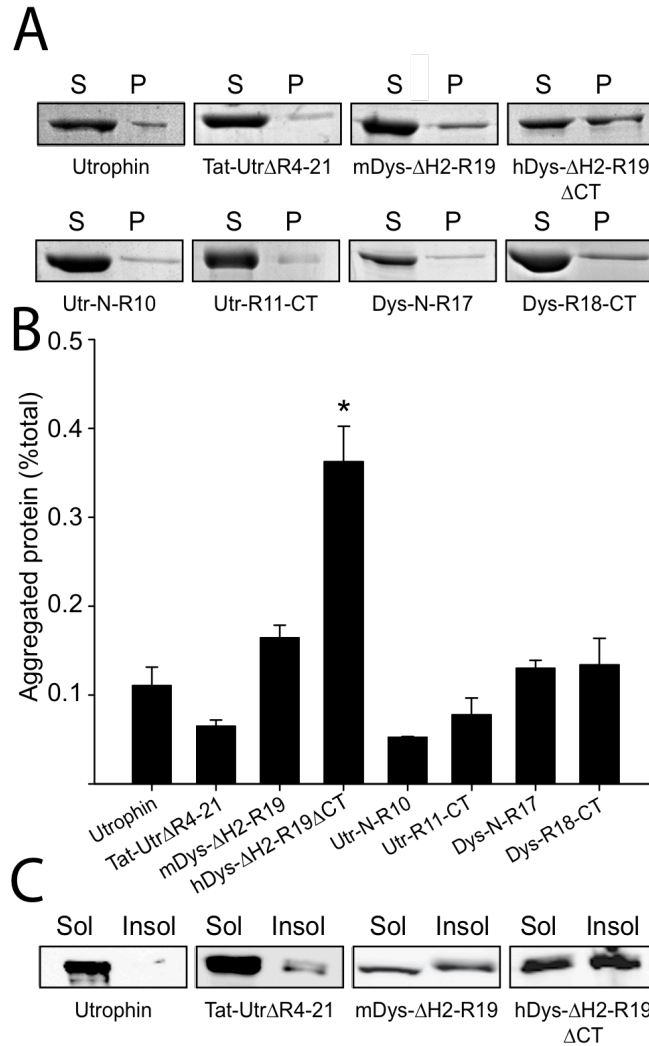 A
S P S P S P S P
Utrophin Tat-UtrΔR4-21 mDys-ΔH2-R19 hDys-ΔH2-R19
ΔCT
S P S P S P S P
Utr-N-R10 Utr-R11-CT Dys-N-R17 Dys-R18-CT
B
Aggregated protein (%total)
0.5
0.4
0.3
0.2
0.1
*
Utrophin
Tat-UtrΔR4-21
mDys-ΔH2-R19
hDys-ΔH2-R19ΔCT
Utr-N-R10
Utr-R11-CT
Dys-N-R17
Dys-R18-CT
C
Sol Insol Sol Insol Sol Insol Sol Insol
Utrophin Tat-UtrΔR4-21 mDys-ΔH2-R19 hDys-ΔH2-R19
ΔCT